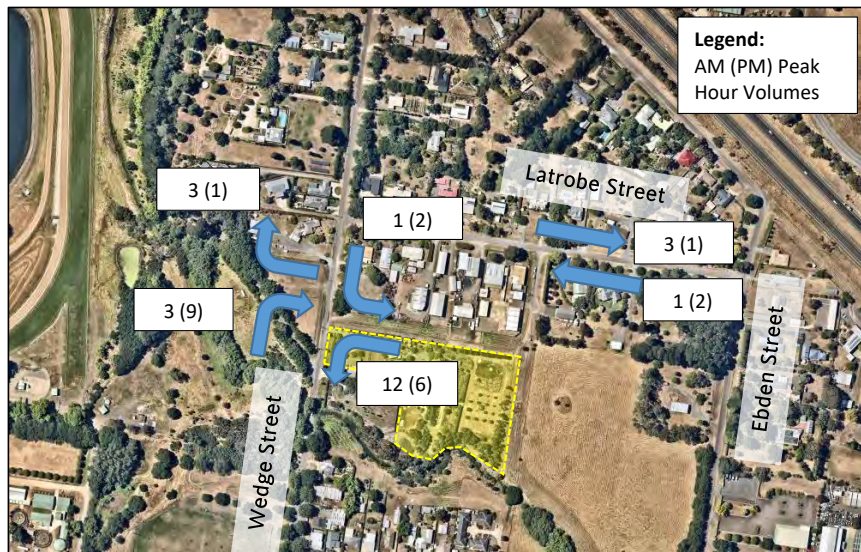 Legend:
AM (PM) Peak
Hour Volumes
Latrobe Street
3 (1)
1 (2)
3 (1)
1 (2)
3 (9)
12 (6)
Ebden Street
Wedge Street